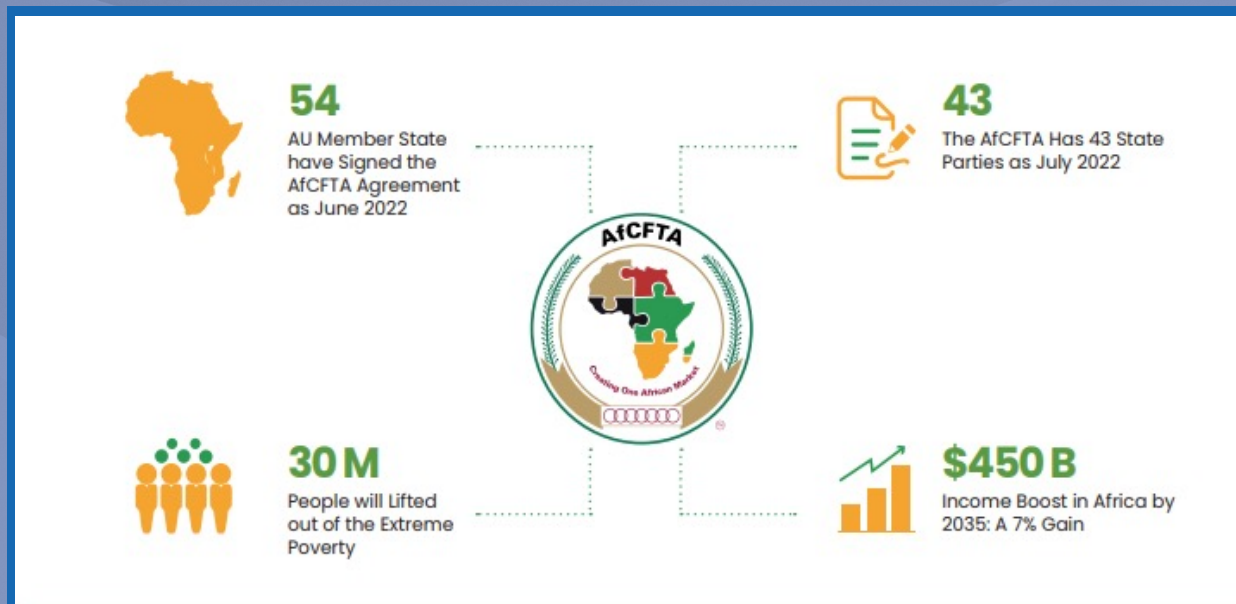 54
AU Member State
have Signed the
AfCFTA Agreement
as June 2022
43
The AfCFTA Has 43 State
Parties as July 2022
AfCFTA
Creating One African Market
30 M
People will Lifted
out of the Extreme
Poverty
$450 B
Income Boost in Africa by
2035: A 7% Gain